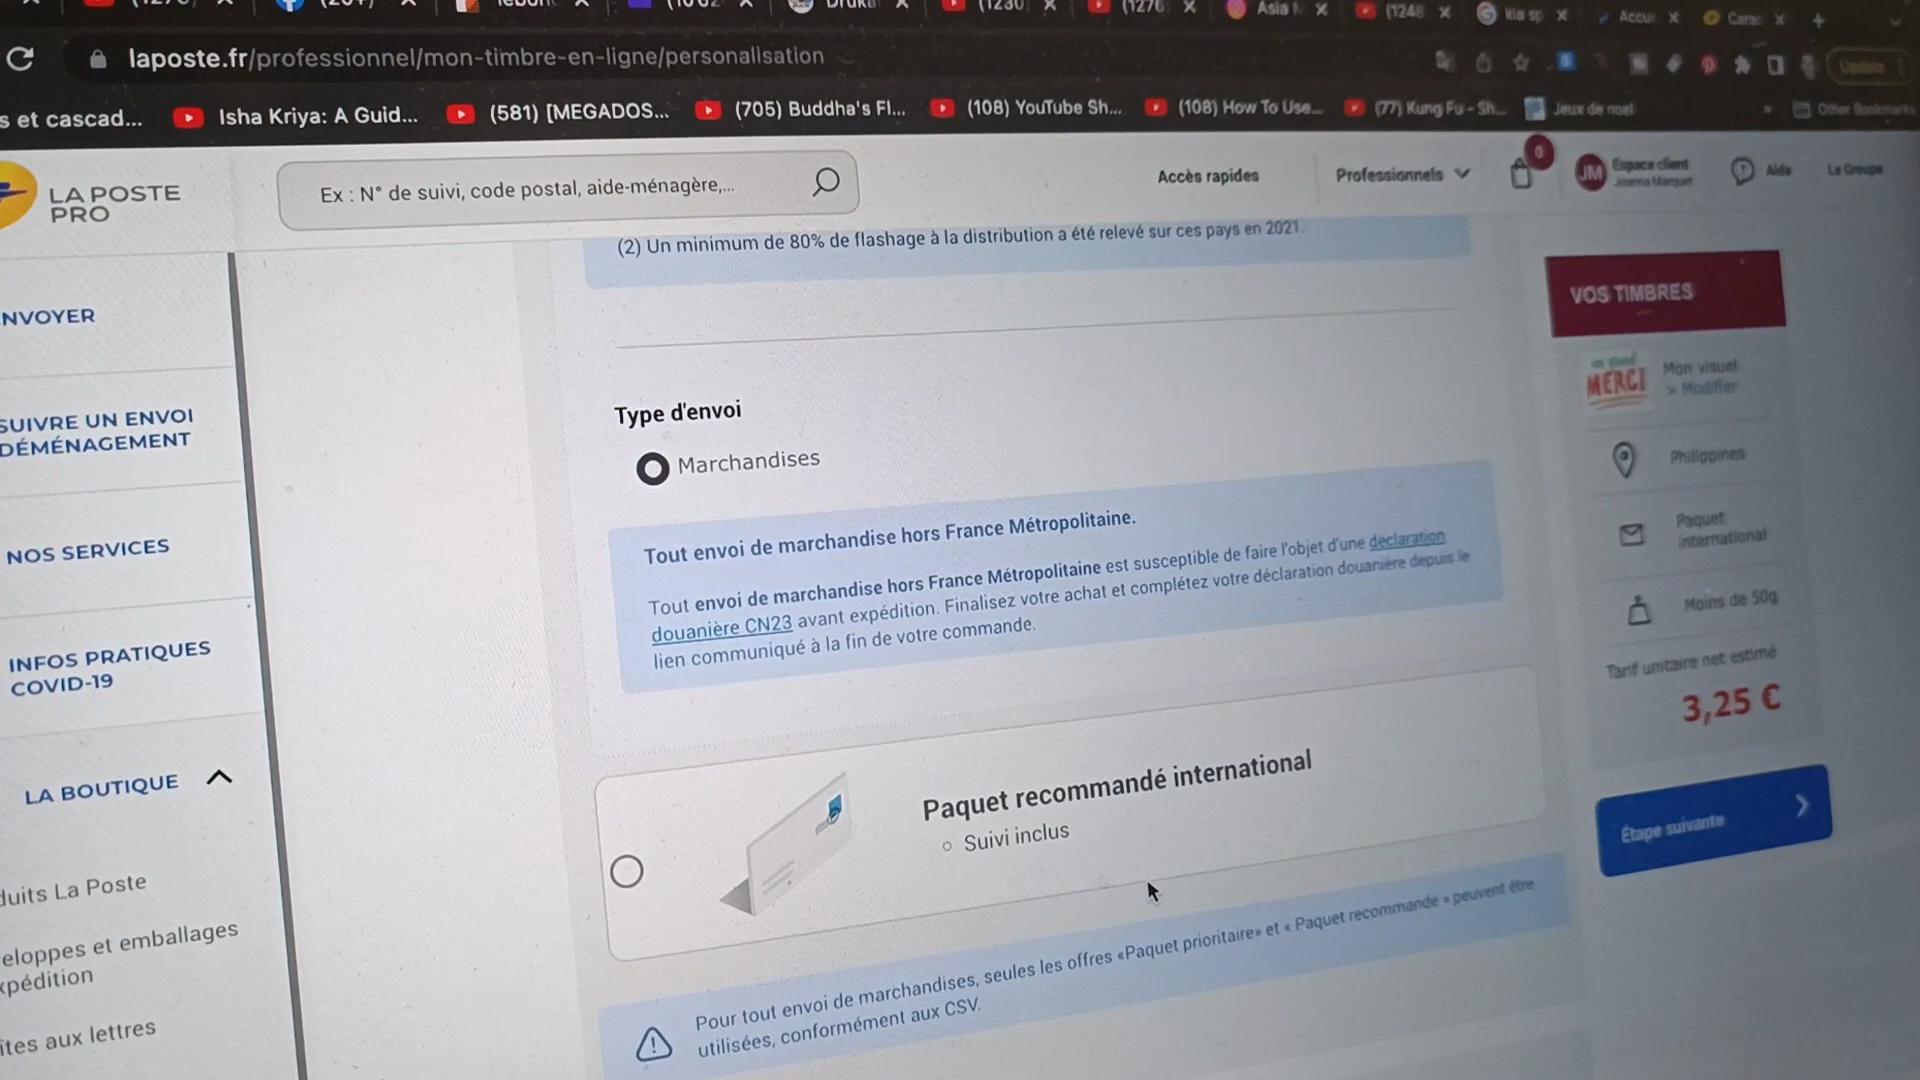 laposte.fr/professionnel/mon-timbre-en-ligne/personalisation
Update
s et cascad...
Isha Kriya: A Guid...
(581) [MEGADOS...
(705) Buddha's Fl...
(108) YouTube Sh...
(108) How To Use...
(77) Kung Fu - Sh...
Jeux de noel
Other Bookmarks
LA POSTE
PRO
Ex : N° de suivi, code postal, aide-ménagère,...
Accès rapides
Professionnels
0
JM
Espace client
Aide
Le Groupe
(2) Un minimum de 80% de flashage à la distribution a été relevé sur ces pays en 2021
NVOYER
SUIVRE UN ENVOI
DÉMÉNAGEMENT
NOS SERVICES
INFOS PRATIQUES
COVID-19
LA BOUTIQUE
duits La Poste
eloppes et emballages
xpédition
îtes aux lettres
Type d'envoi
Marchandises
Tout envoi de marchandise hors France Métropolitaine.
Tout envoi de marchandise hors France Métropolitaine est susceptible de faire l'objet d'une déclaration
douanière CN23 avant expédition. Finalisez votre achat et complétez votre déclaration douanière depuis le
lien communiqué à la fin de votre commande.
Paquet recommandé international
Suivi inclus
Pour tout envoi de marchandises, seules les offres «Paquet prioritaire» et « Paquet recommandé » peuvent être
utilisées, conformément aux CSV.
VOS TIMBRES
MERCI
Mon visuel
> Modifier
Philippines
Paquet
international
Moins de 50g
Tarif unitaire net estimé
3,25 €
Étape suivante